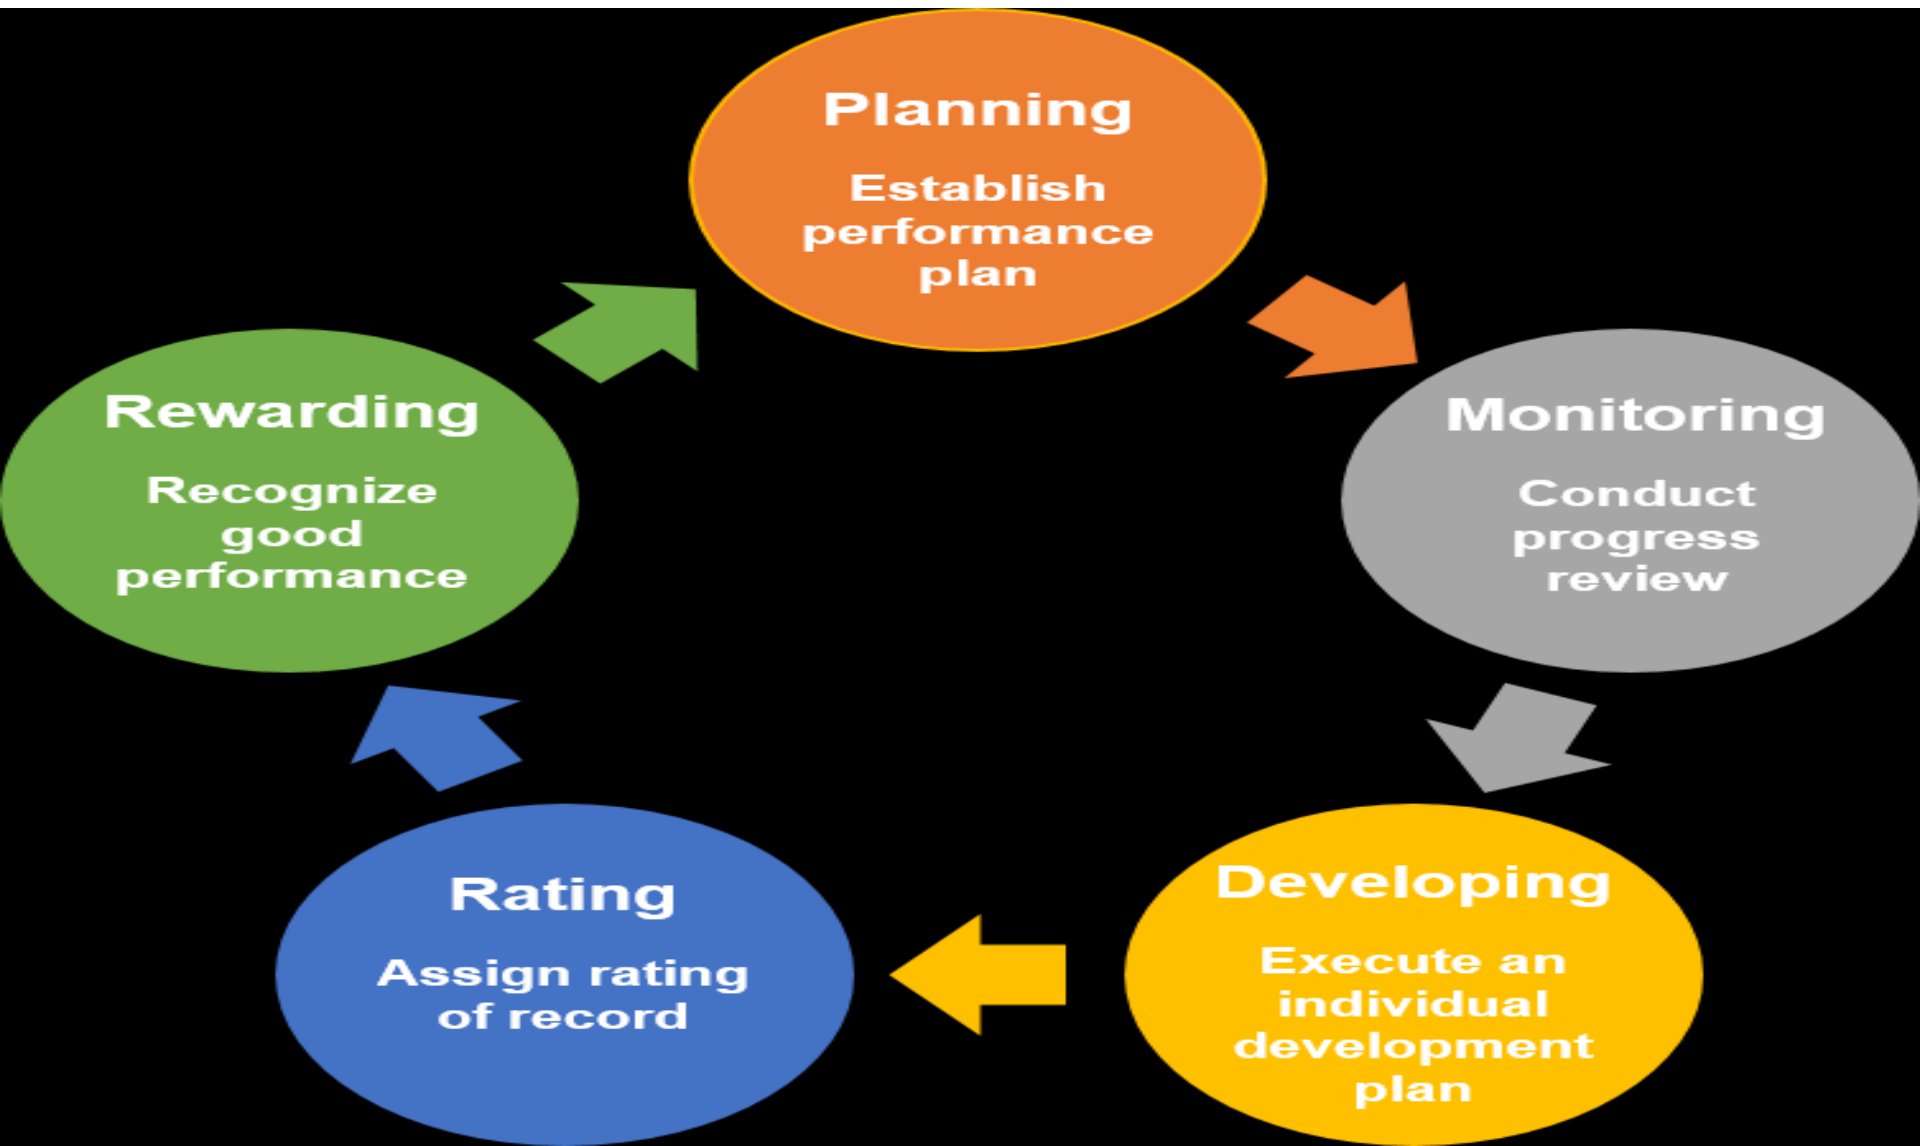 Planning
Establish
performance
plan
Monitoring
Conduct
progress
review
Developing
Execute an
individual
development
plan
Rating
Assign rating
of record
Rewarding
Recognize
good
performance